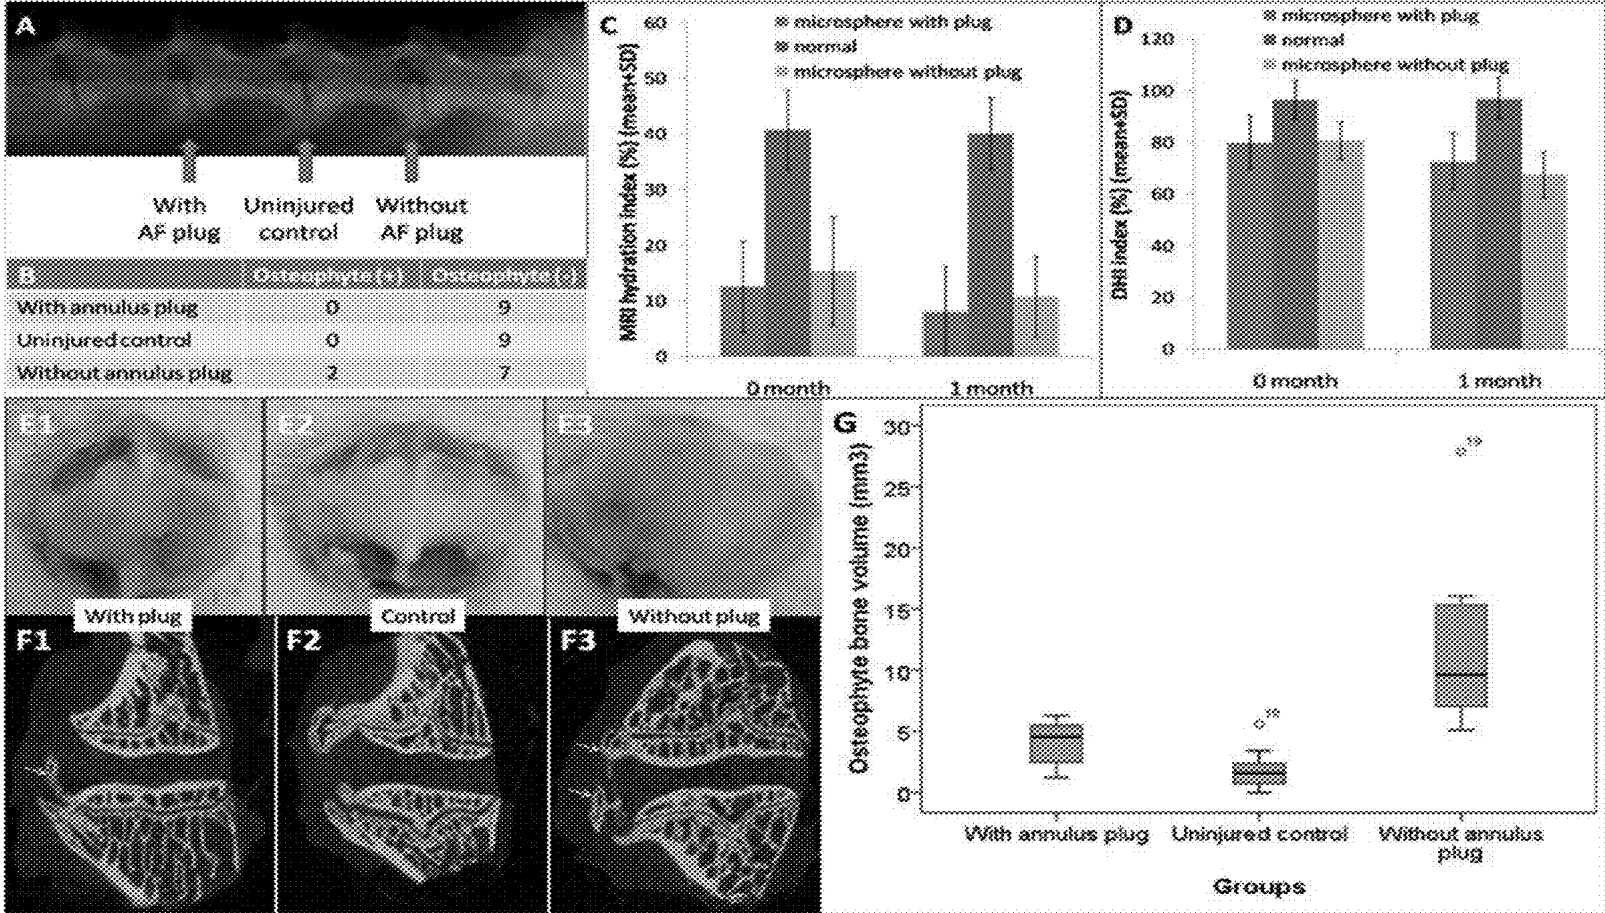 A
With
AF plug
Uninjured
control
Without
AF plug
B Osteophyte (+) Osteophyte (-)
With annulus plug 0 9
Uninjured control 0 9
Without annulus plug 2 7
C
MRI hydration index (%) (mean+SD)
60
50
40
30
20
10
0
microsphere with plug
normal
microsphere without plug
0 month 1 month
D
DHI index (%) (mean+SD)
120
100
80
60
40
20
0
microsphere with plug
normal
microsphere without plug
0 month 1 month
E1 E2 E3
With plug Control Without plug
F1 F2 F3
G
Osteophyte bone volume (mm3)
30
25
20
15
10
5
0
19
With annulus plug Uninjured control Without annulus
plug
Groups